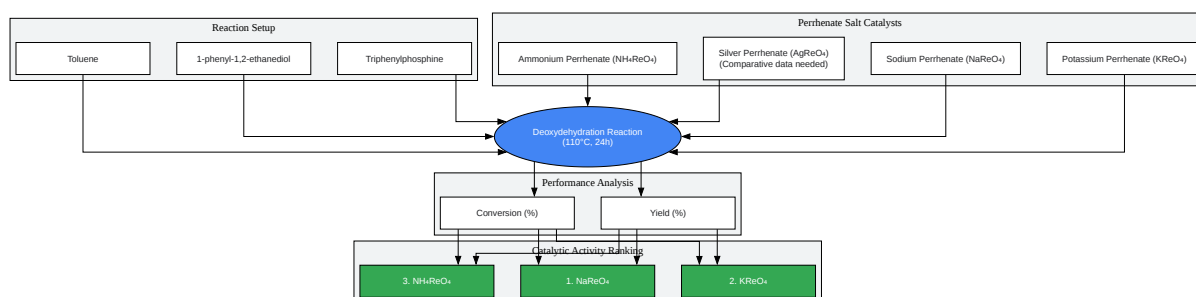 Reaction Setup
Toluene
1-phenyl-1,2-ethanediol
Triphenylphosphine
Perrhenate Salt Catalysts
Ammonium Perrhenate (NH₄ReO₄)
Silver Perrhenate (AgReO₄)
(Comparative data needed)
Sodium Perrhenate (NaReO₄)
Potassium Perrhenate (KReO₄)
Deoxydehydration Reaction
(110°C, 24h)
Performance Analysis
Conversion (%)
Yield (%)
Catalytic Activity Ranking
3. NH₄ReO₄
1. NaReO₄
2. KReO₄